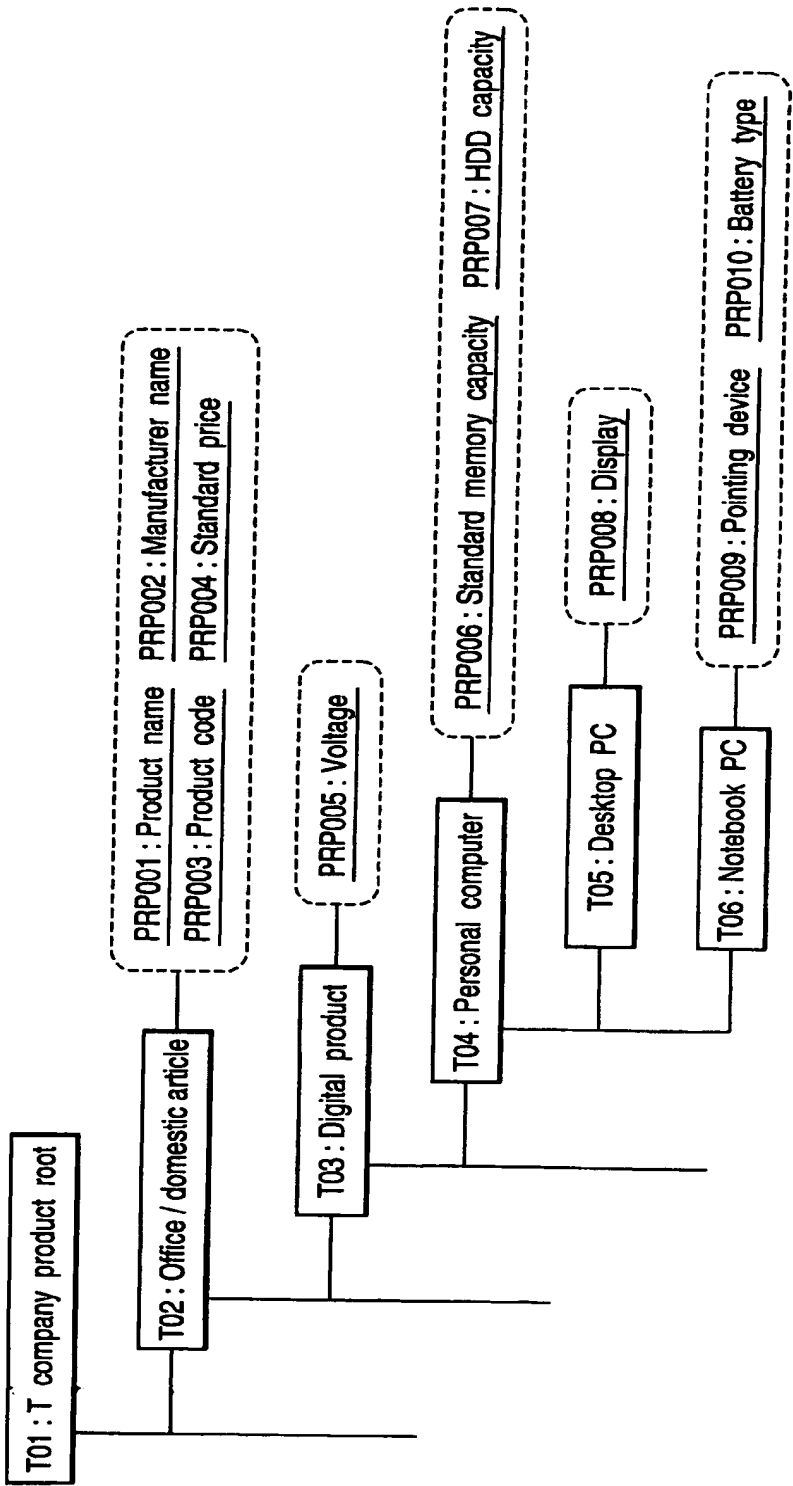 T01 : T company product root
T02 : Office / domestic article
PRP001 : Product name PRP002 : Manufacturer name
PRP003 : Product code PRP004 : Standard price
T03 : Digital product
PRP005 : Voltage
T04 : Personal computer
PRP006 : Standard memory capacity PRP007 : HDD capacity
T05 : Desktop PC
PRP008 : Display
T06 : Notebook PC
PRP009 : Pointing device PRP010 : Battery type